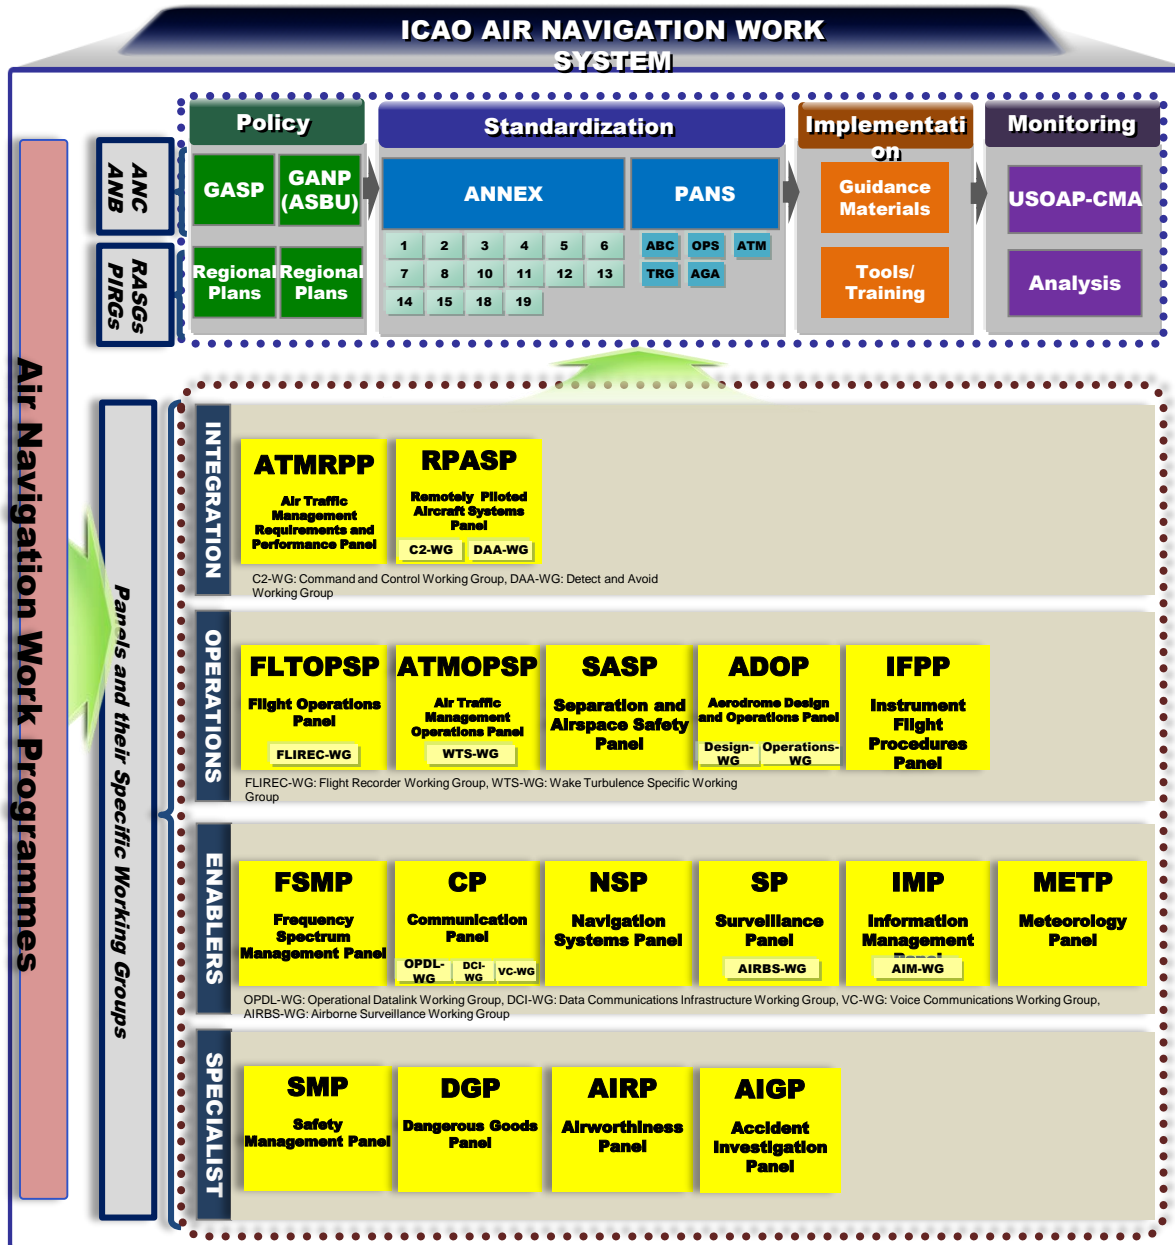 ICAO AIR NAVIGATION WORK
SYSTEM
Policy
Standardization
Implementati
on
Monitoring
ANC
ANB
GASP
GANP
(ASBU)
ANNEX
PANS
Guidance
Materials
USOAP-CMA
RASGs
PIRGs
Regional
Plans
Regional
Plans
1 2 3 4 5 6
7 8 10 11 12 13
14 15 18 19
ABC OPS ATM
TRG AGA
Tools/
Training
Analysis
Air Navigation Work Programmes
Panels and their Specific Working Groups
INTEGRATION
ATMRPP
Air Traffic
Management
Requirements and
Performance Panel
RPASP
Remotely Piloted
Aircraft Systems
Panel
C2-WG DAA-WG
C2-WG: Command and Control Working Group, DAA-WG: Detect and Avoid
Working Group
OPERATIONS
FLTOPSP
Flight Operations
Panel
FLIREC-WG
ATMOPSP
Air Traffic
Management
Operations Panel
WTS-WG
SASP
Separation and
Airspace Safety
Panel
ADOP
Aerodrome Design
and Operations Panel
Design-
WG
Operations-
WG
IFPP
Instrument
Flight
Procedures
Panel
FLIREC-WG: Flight Recorder Working Group, WTS-WG: Wake Turbulence Specific Working
Group
ENABLERS
FSMP
Frequency
Spectrum
Management Panel
CP
Communication
Panel
OPDL-
WG
DCI-
WG
VC-WG
NSP
Navigation
Systems Panel
SP
Surveillance
Panel
AIRBS-WG
IMP
Information
Management
Panel
AIM-WG
METP
Meteorology
Panel
OPDL-WG: Operational Datalink Working Group, DCI-WG: Data Communications Infrastructure Working Group, VC-WG: Voice Communications Working Group,
AIRBS-WG: Airborne Surveillance Working Group
SPECIALIST
SMP
Safety
Management Panel
DGP
Dangerous Goods
Panel
AIRP
Airworthiness
Panel
AIGP
Accident
Investigation
Panel